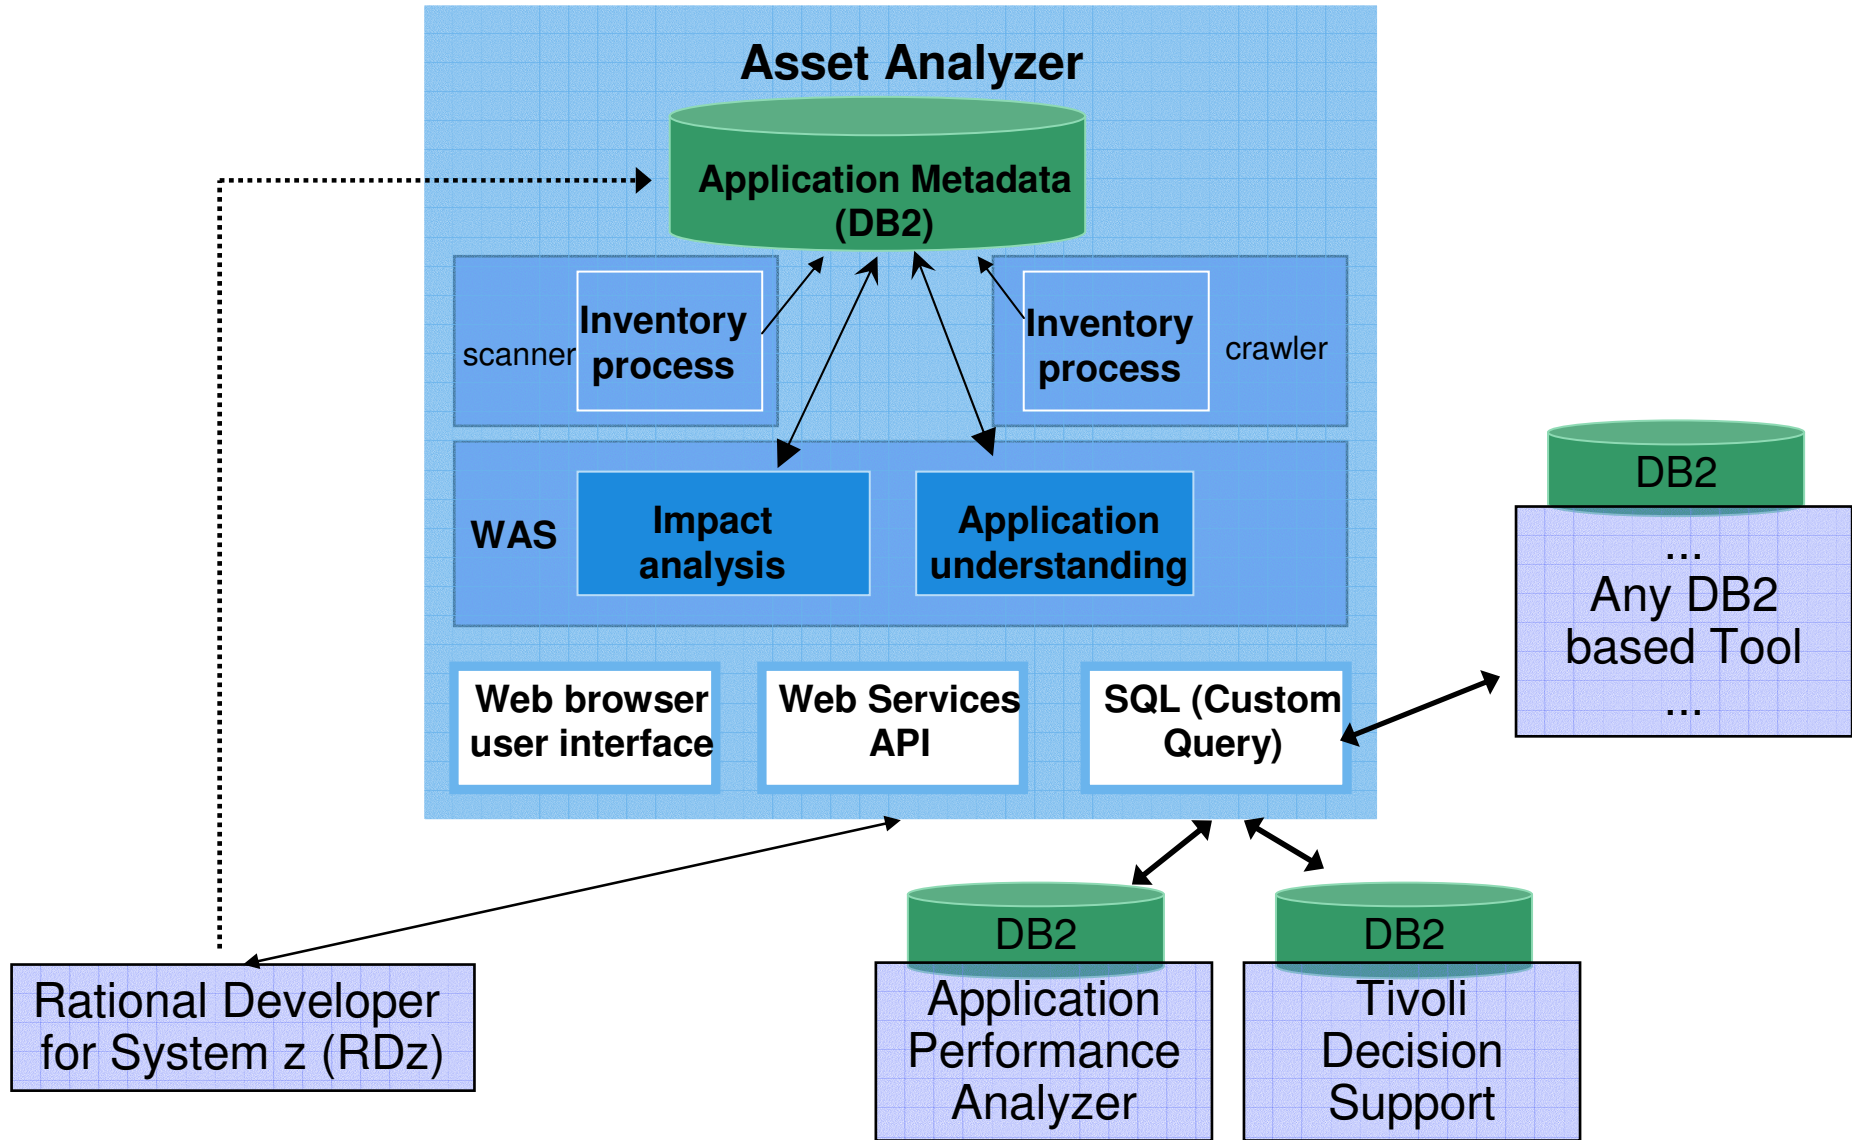 Asset Analyzer
Application Metadata
(DB2)
scanner
Inventory
process
Inventory
process
crawler
WAS
Impact
analysis
Application
understanding
Web browser
user interface
Web Services
API
SQL (Custom
Query)
DB2
...
Any DB2
based Tool
...
Rational Developer
for System z (RDz)
DB2
Application
Performance
Analyzer
DB2
Tivoli
Decision
Support